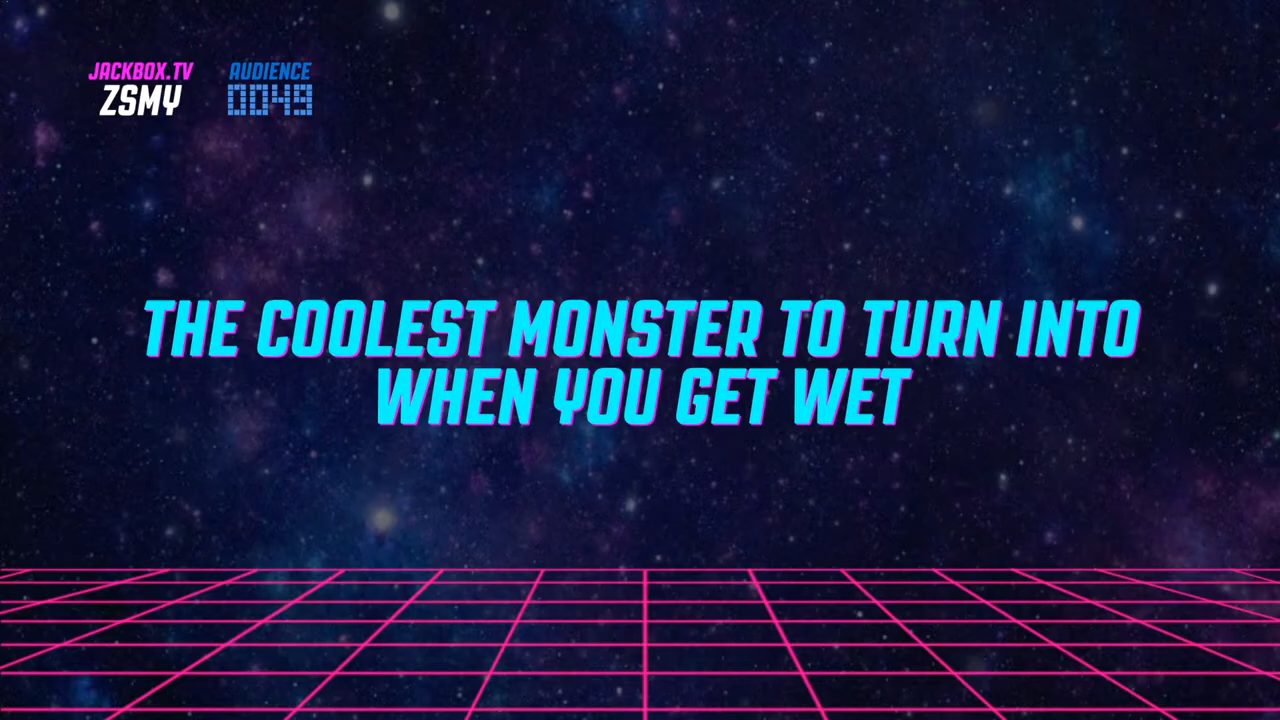 JACKBOX.TV
ZSMY
AUDIENCE
0049
THE COOLEST MONSTER TO TURN INTO
WHEN YOU GET WET